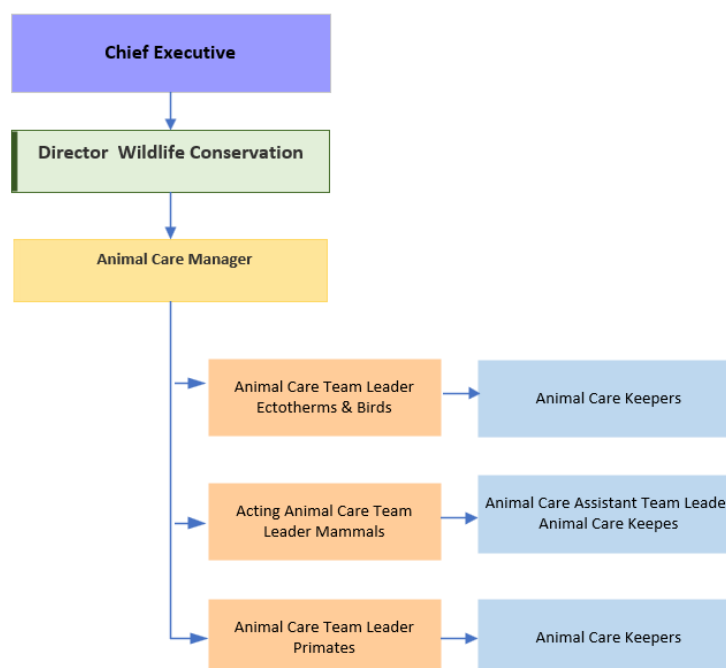 Chief Executive
Director Wildlife Conservation
Animal Care Manager
Animal Care Team Leader
Ectotherms & Birds
Animal Care Keepers
Acting Animal Care Team
Leader Mammals
Animal Care Assistant Team Leade
Animal Care Keepes
Animal Care Team Leader
Primates
Animal Care Keepers